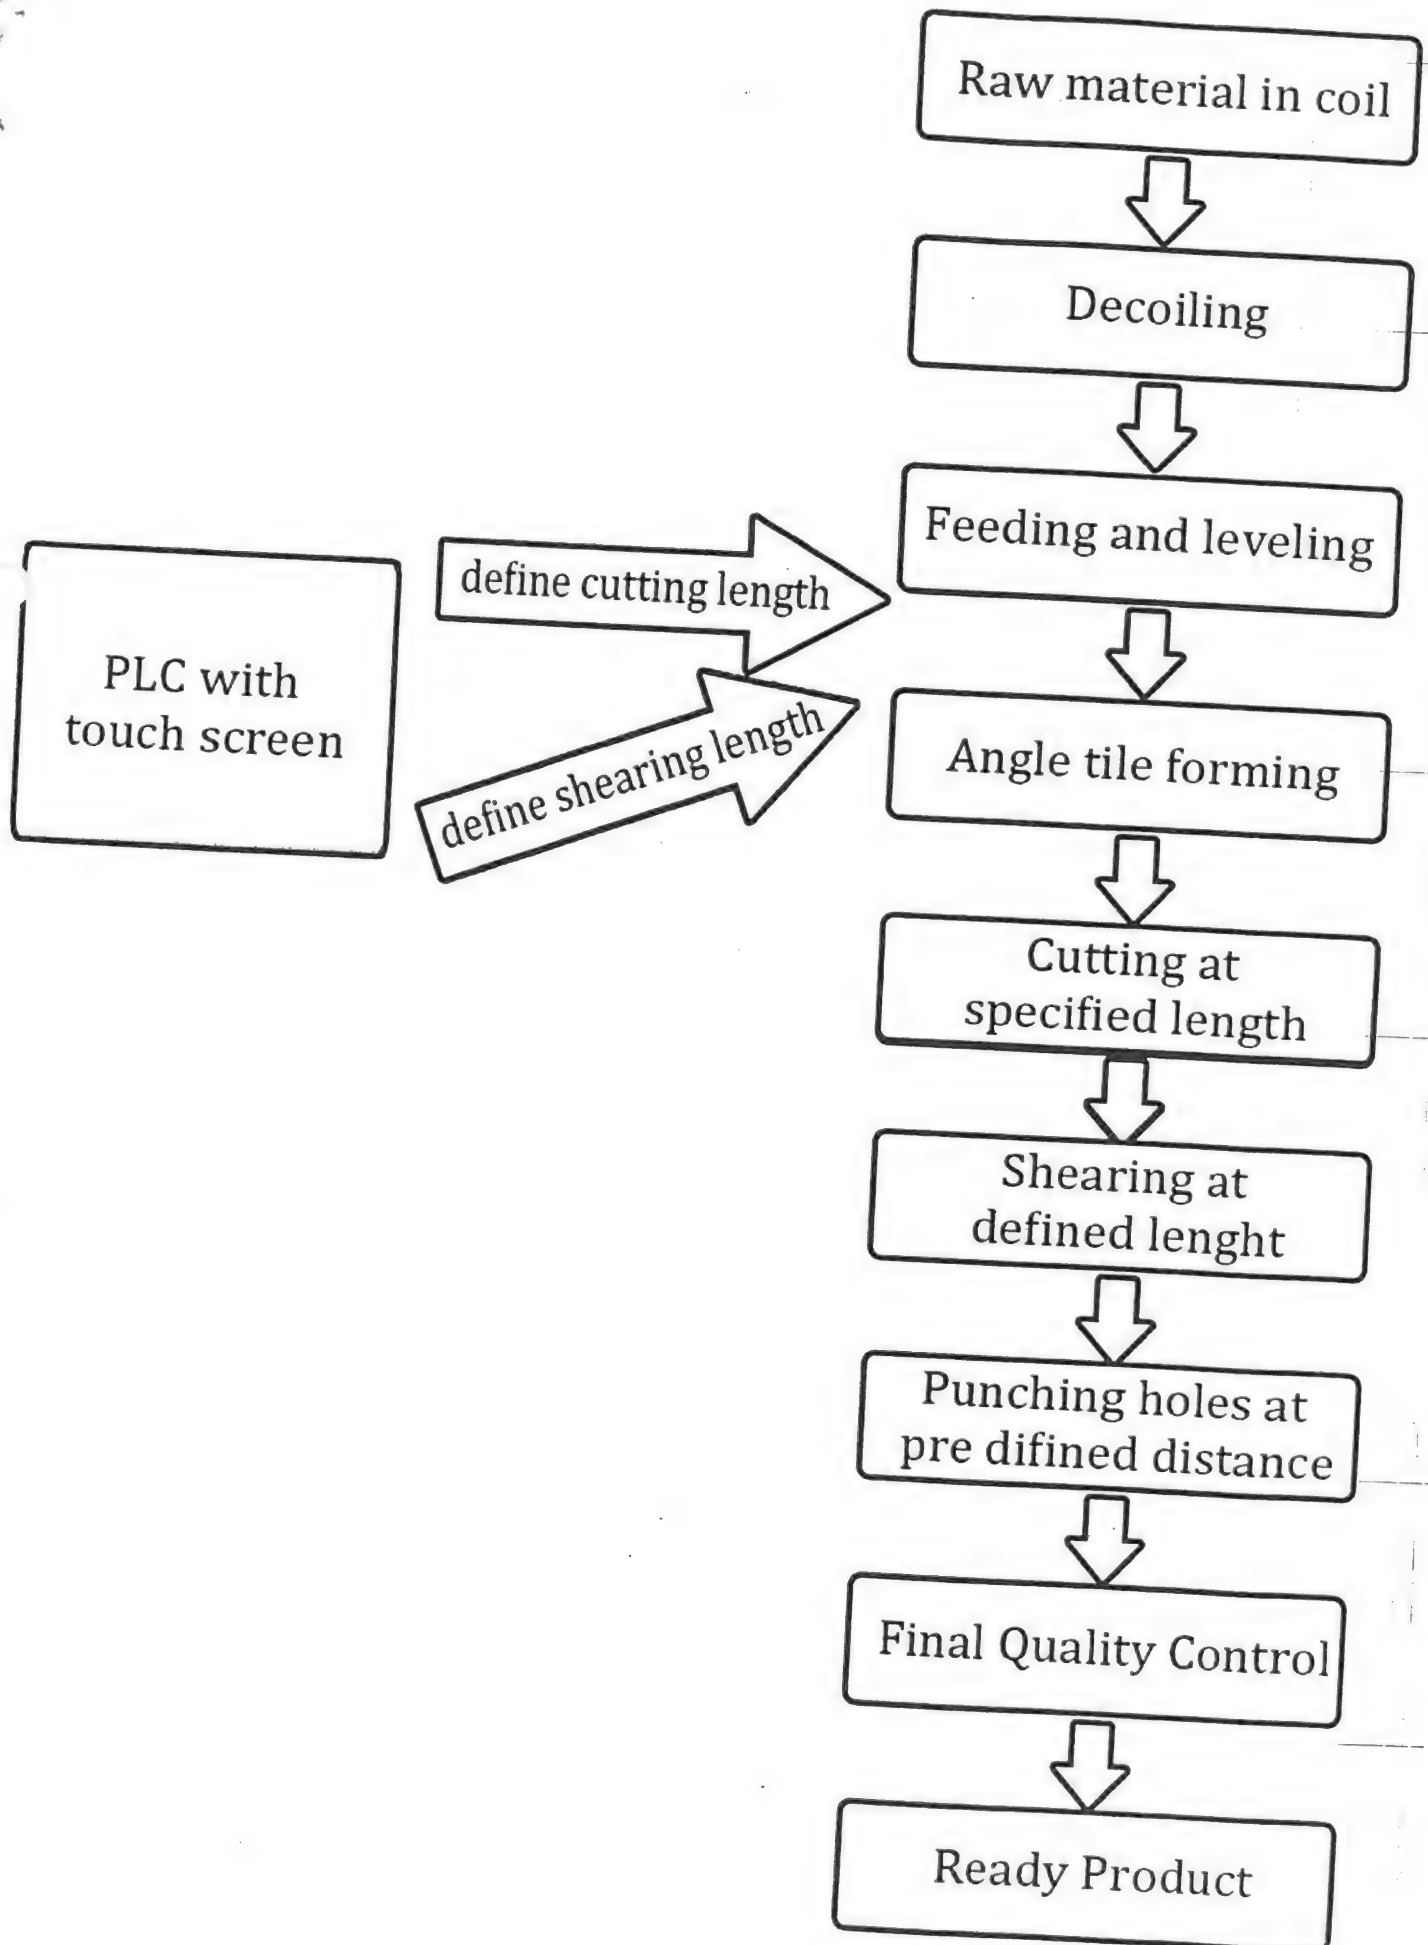 Raw material in coil
Decoiling
Feeding and leveling
define cutting length
PLC with
touch screen
define shearing length
Angle tile forming
Cutting at
specified length
Shearing at
defined lenght
Punching holes at
pre difined distance
Final Quality Control
Ready Product